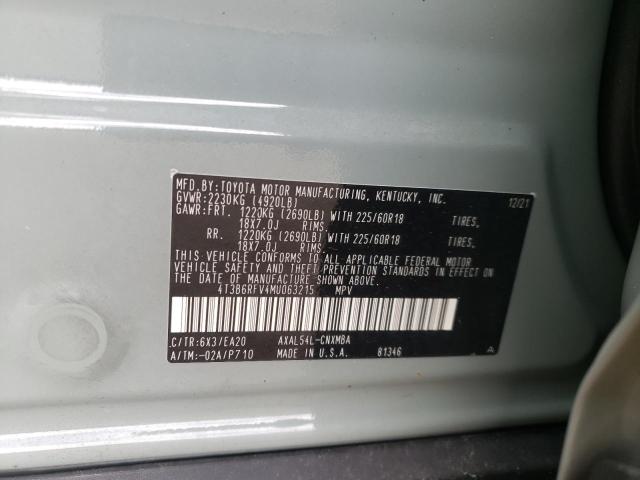 MFD.BY:TOYOTA MOTOR MANUFACTURING, KENTUCKY, INC.
GVWR:2230KG (4920LB) 12/21
GAWR:FRT. 1220KG (2690LB) WITH 225/60R18 TIRES,
18X7.0J RIMS,
RR. 1220KG (2690LB) WITH 225/60R18 TIRES,
18X7.0J RIMS,
THIS VEHICLE CONFORMS TO ALL APPLICABLE FEDERAL MOTOR
VEHICLE SAFETY AND THEFT PREVENTION STANDARDS IN EFFECT ON
THE DATE OF MANUFACTURE SHOWN ABOVE.
4T3B6RFV4MU063215 MPV
C/TR:6X3/EA20 AXAL54L-CNXMBA
A/TM:-02A/P710 MADE IN U.S.A. 81346 A